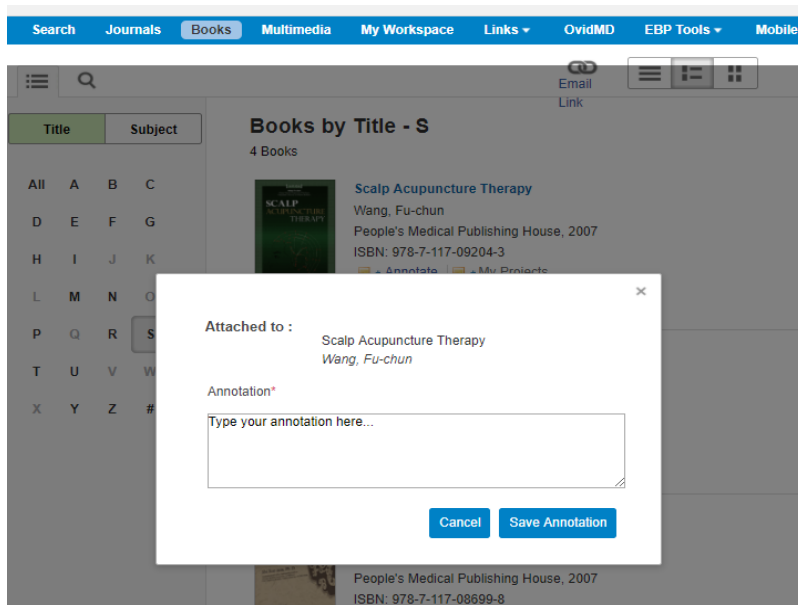 Search Journals Books Multimedia My Workspace Links OvidMD EBP Tools Mobile
Email
Link
Title Subject
Books by Title - S
4 Books
All A B C
D E F G
H I J K
L M N O
P Q R S
T U V W
X Y Z #
SCALP
ACUPUNCTURE
THERAPY
Scalp Acupuncture Therapy
Wang, Fu-chun
People's Medical Publishing House, 2007
ISBN: 978-7-117-09204-3
+ Annotate +My Projects
×
Attached to :
Scalp Acupuncture Therapy
Wang, Fu-chun
Annotation*
Type your annotation here...
Cancel Save Annotation
People's Medical Publishing House, 2007
ISBN: 978-7-117-08699-8